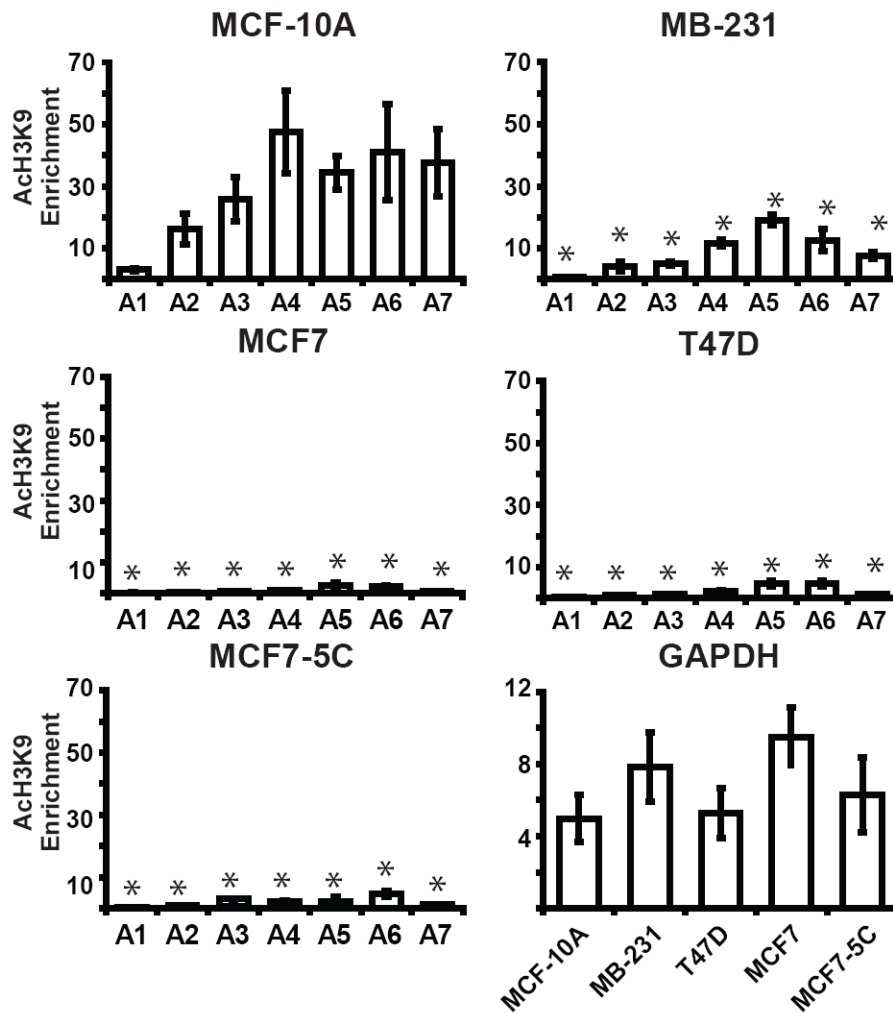 MCF-10A
AcH3K9
Enrichment
70
50
30
10
A1 A2 A3 A4 A5 A6 A7
MB-231
70
50
30
10
* * * * * * *
A1 A2 A3 A4 A5 A6 A7
MCF7
AcH3K9
Enrichment
70
50
30
10
* * * * * * *
A1 A2 A3 A4 A5 A6 A7
T47D
70
50
30
10
* * * * * * *
A1 A2 A3 A4 A5 A6 A7
MCF7-5C
AcH3K9
Enrichment
70
50
30
10
* * * * * * *
A1 A2 A3 A4 A5 A6 A7
GAPDH
12
8
4
MCF-10A MB-231 T47D MCF7 MCF7-5C